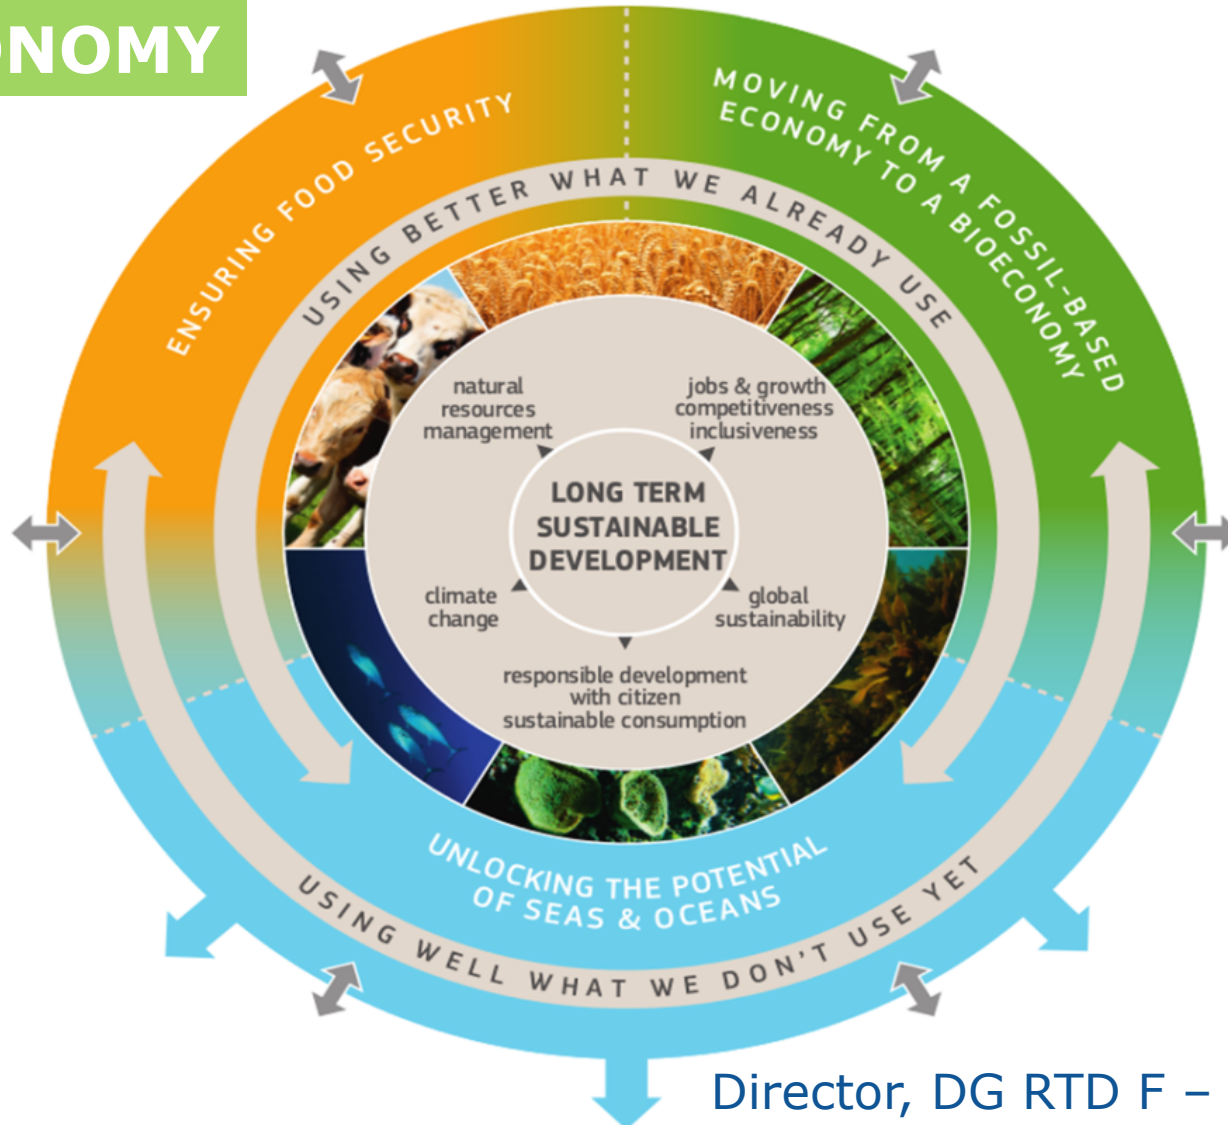 ONOMY
ENSURING FOOD SECURITY
MOVING FROM A FOSSIL-BASED
ECONOMY TO A BIOECONOMY
USING BETTER WHAT WE ALREADY USE
natural
resources
management
jobs & growth
competitiveness
inclusiveness
LONG TERM
SUSTAINABLE
DEVELOPMENT
climate
change
global
sustainability
responsible development
with citizen
sustainable consumption
UNLOCKING THE POTENTIAL
OF SEAS & OCEANS
USING WELL WHAT WE DON'T USE YET
Director, DG RTD F –